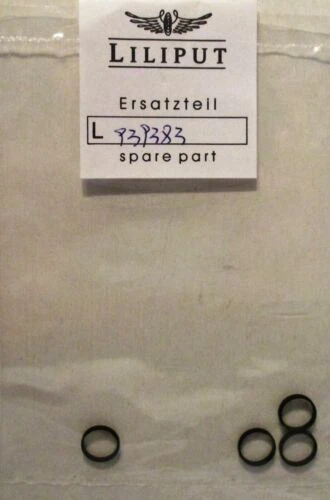 LILIPUT
Ersatzteil
L 939383
spare part